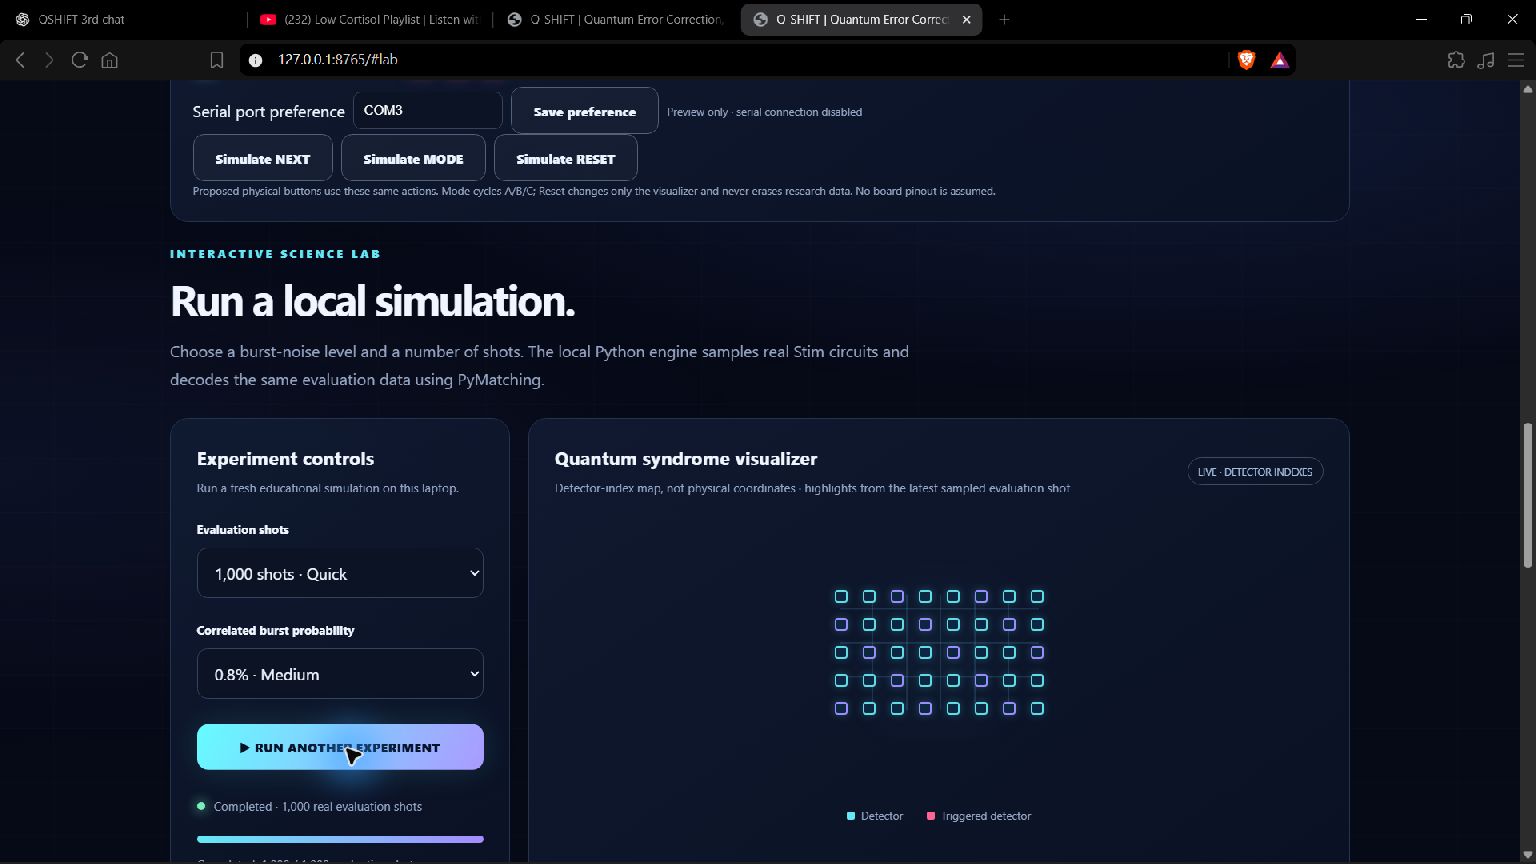 QSHIFT 3rd chat
(232) Low Cortisol Playlist | Listen wit
Q-SHIFT | Quantum Error Correction,
Q-SHIFT | Quantum Error Correct
127.0.0.1:8765/#lab
Serial port preference
COM3
Save preference
Preview only · serial connection disabled
Simulate NEXT
Simulate MODE
Simulate RESET
Proposed physical buttons use these same actions. Mode cycles A/B/C; Reset changes only the visualizer and never erases research data. No board pinout is assumed.
INTERACTIVE SCIENCE LAB
Run a local simulation.
Choose a burst-noise level and a number of shots. The local Python engine samples real Stim circuits and
decodes the same evaluation data using PyMatching.
Experiment controls
Run a fresh educational simulation on this laptop.
Evaluation shots
1,000 shots · Quick
Correlated burst probability
0.8% · Medium
▶ RUN ANOTHER EXPERIMENT
Completed · 1,000 real evaluation shots
Quantum syndrome visualizer
Detector-index map, not physical coordinates · highlights from the latest sampled evaluation shot
LIVE · DETECTOR INDEXES
Detector
Triggered detector